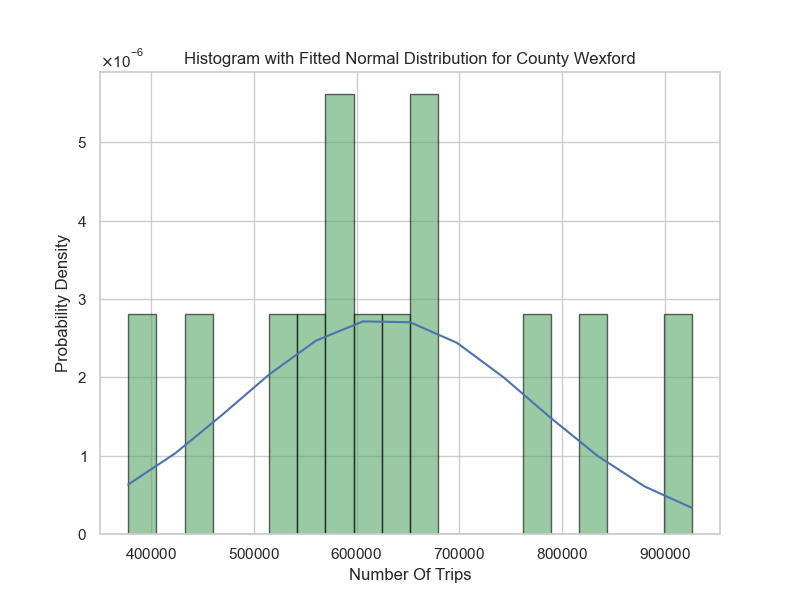 Histogram with Fitted Normal Distribution for County Wexford
×10⁻⁶
5
4
3
2
1
0
Probability Density
400000 500000 600000 700000 800000 900000
Number Of Trips